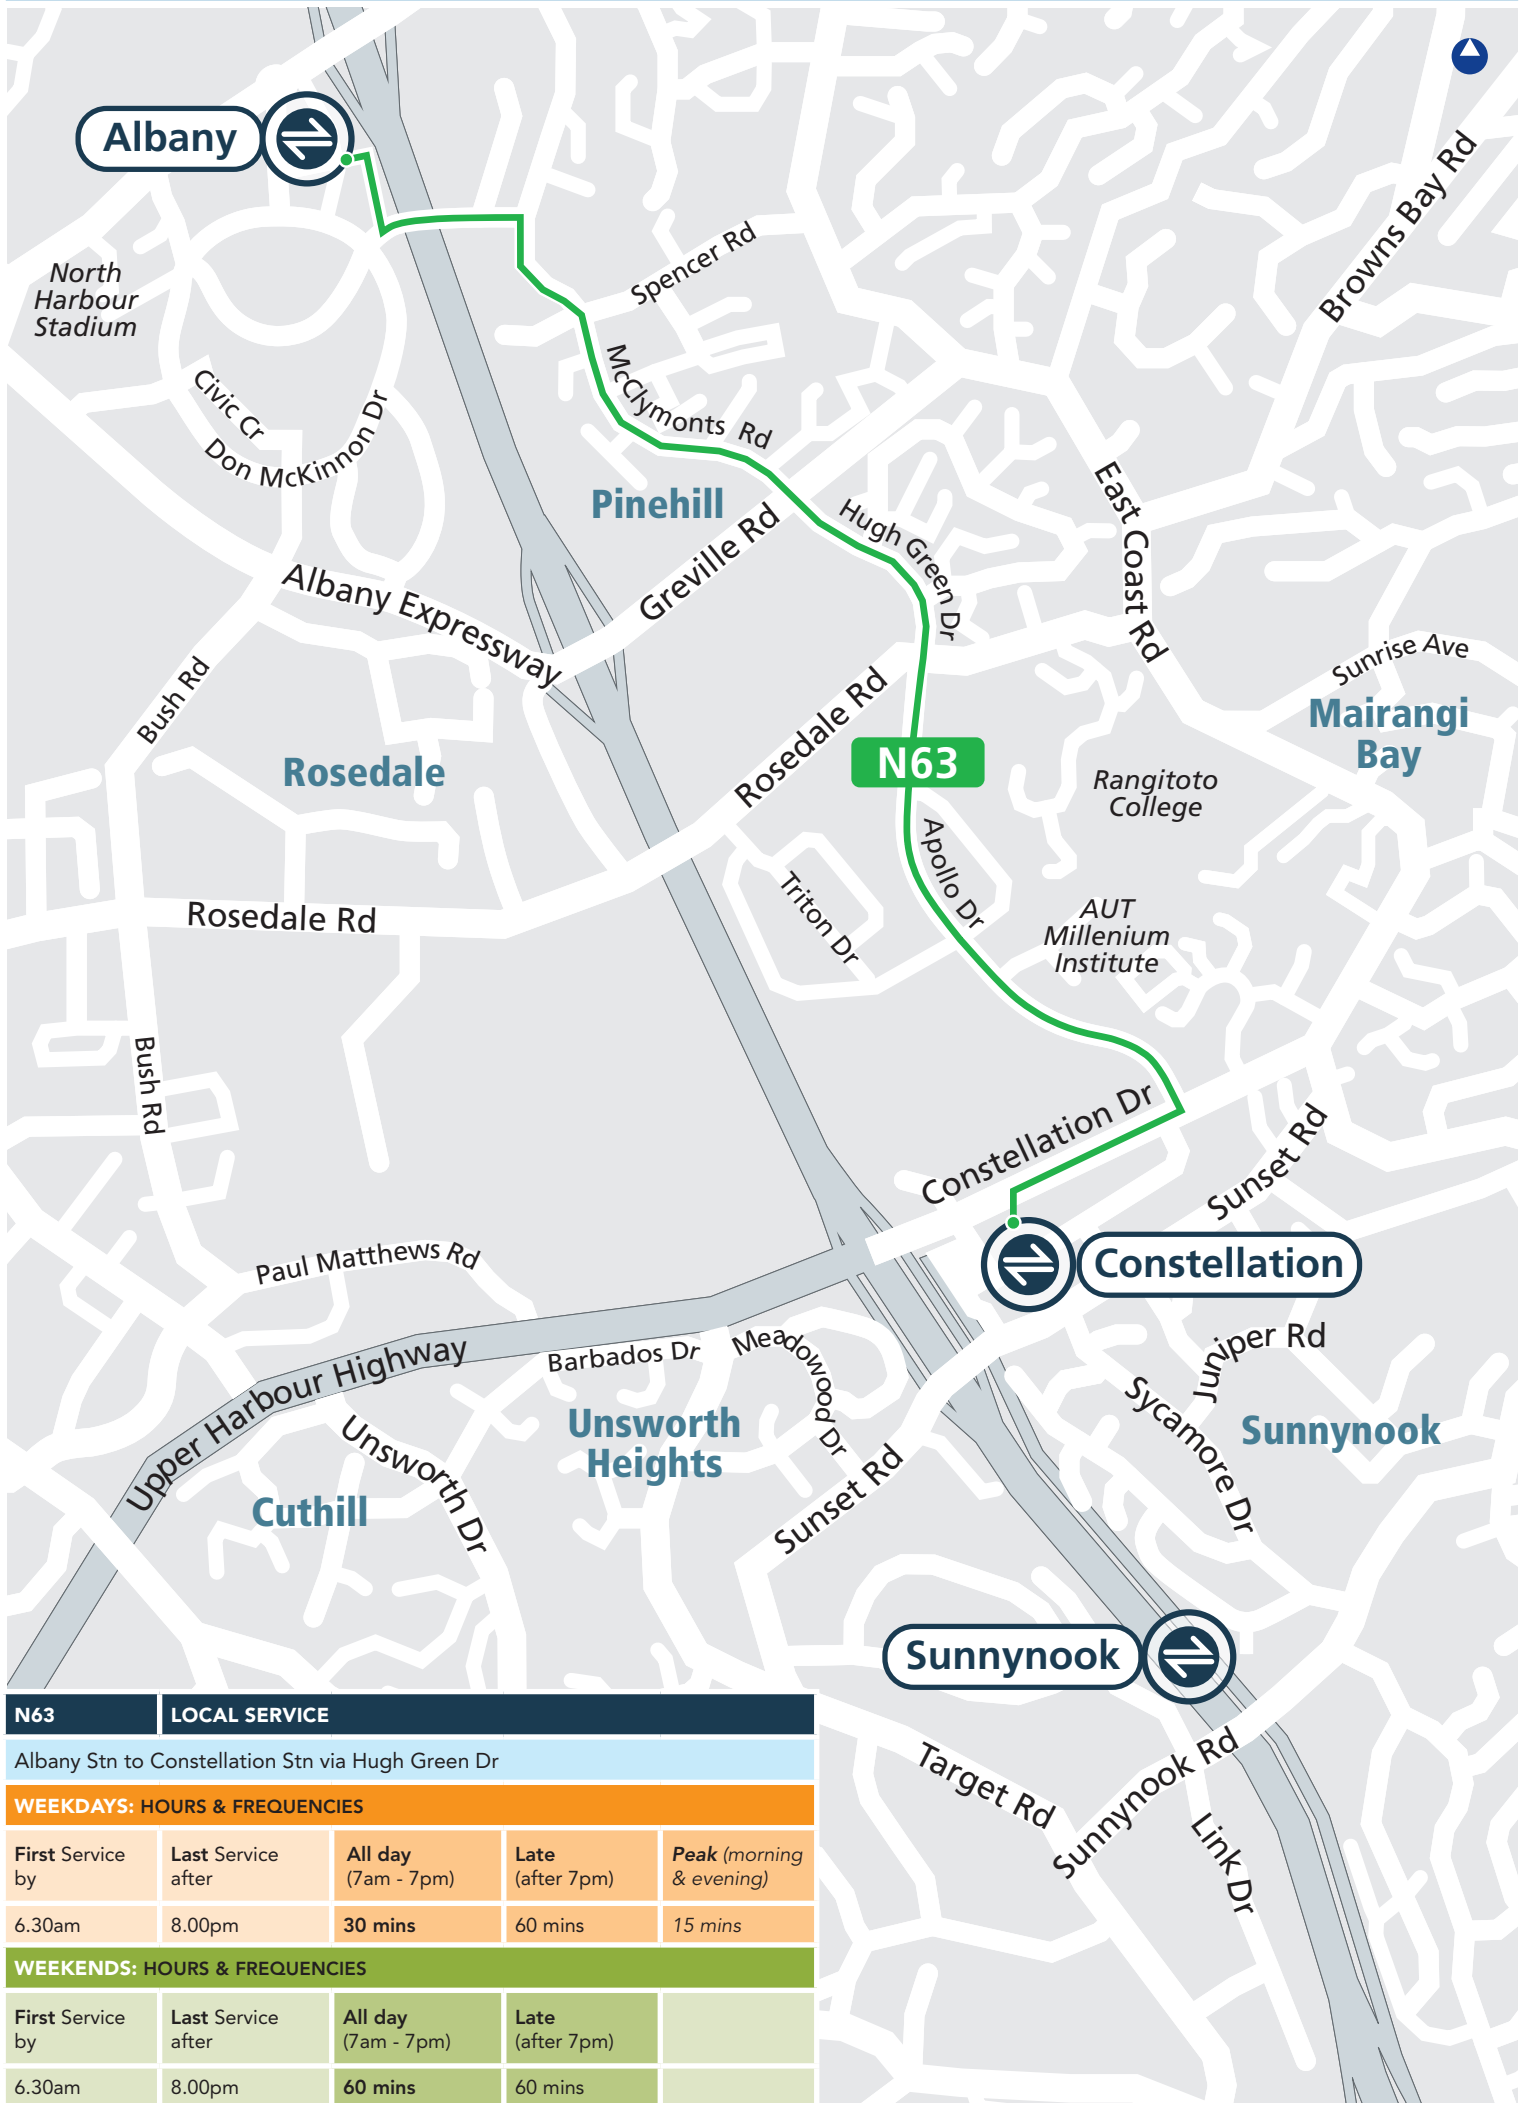 Albany
North
Harbour
Stadium
Spencer Rd
Browns Bay Rd
McClymonts Rd
Civic Cr
Don McKinnon Dr
Pinehill
Greville Rd
Hugh Green Dr
East Coast Rd
Albany Expressway
Bush Rd
Rosedale
Rosedale Rd
N63
Sunrise Ave
Mairangi
Bay
Rangitoto
College
Apollo Dr
Triton Dr
AUT
Millenium
Institute
Rosedale Rd
Bush Rd
Constellation Dr
Sunset Rd
Constellation
Paul Matthews Rd
Upper Harbour Highway
Barbados Dr
Meadowood Dr
Juniper Rd
Sycamore Dr
Sunnynook
Unsworth
Heights
Unsworth Dr
Cuthill
Sunset Rd
Sunnynook
Target Rd
Sunnynook Rd
Link Dr
N63 LOCAL SERVICE
Albany Stn to Constellation Stn via Hugh Green Dr
WEEKDAYS: HOURS & FREQUENCIES
First Service by Last Service after All day (7am - 7pm) Late (after 7pm) Peak (morning & evening)
6.30am 8.00pm 30 mins 60 mins 15 mins
WEEKENDS: HOURS & FREQUENCIES
First Service by Last Service after All day (7am - 7pm) Late (after 7pm)
6.30am 8.00pm 60 mins 60 mins